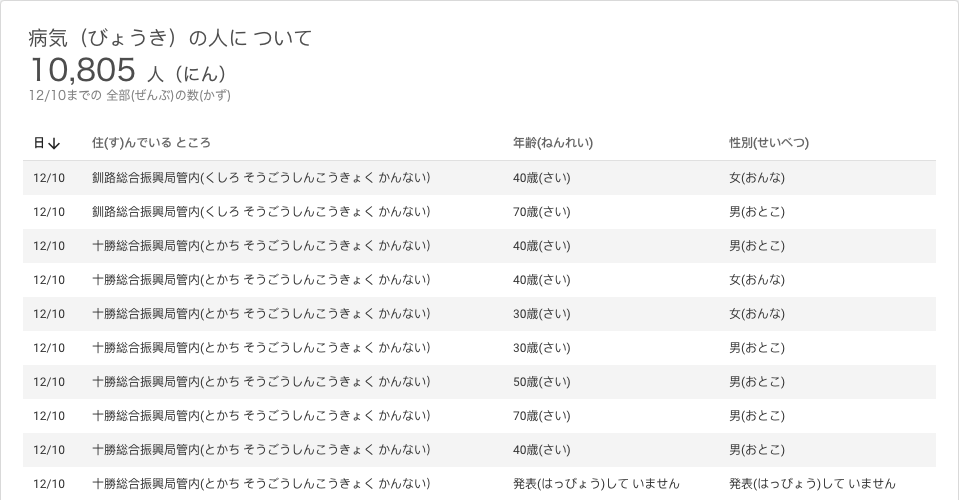 病気（びょうき）の人に ついて
10,805 人（にん）
12/10までの 全部(ぜんぶ)の数(かず)
日↓ 住(す)んでいる ところ 年齢(ねんれい) 性別(せいべつ)
12/10 釧路総合振興局管内(くしろ そうごうしんこうきょく かんない) 40歳(さい) 女(おんな)
12/10 釧路総合振興局管内(くしろ そうごうしんこうきょく かんない) 70歳(さい) 男(おとこ)
12/10 十勝総合振興局管内(とかち そうごうしんこうきょく かんない) 40歳(さい) 男(おとこ)
12/10 十勝総合振興局管内(とかち そうごうしんこうきょく かんない) 40歳(さい) 女(おんな)
12/10 十勝総合振興局管内(とかち そうごうしんこうきょく かんない) 30歳(さい) 女(おんな)
12/10 十勝総合振興局管内(とかち そうごうしんこうきょく かんない) 30歳(さい) 男(おとこ)
12/10 十勝総合振興局管内(とかち そうごうしんこうきょく かんない) 50歳(さい) 男(おとこ)
12/10 十勝総合振興局管内(とかち そうごうしんこうきょく かんない) 70歳(さい) 男(おとこ)
12/10 十勝総合振興局管内(とかち そうごうしんこうきょく かんない) 40歳(さい) 男(おとこ)
12/10 十勝総合振興局管内(とかち そうごうしんこうきょく かんない) 発表(はっぴょう)して いません 発表(はっぴょう)して いません